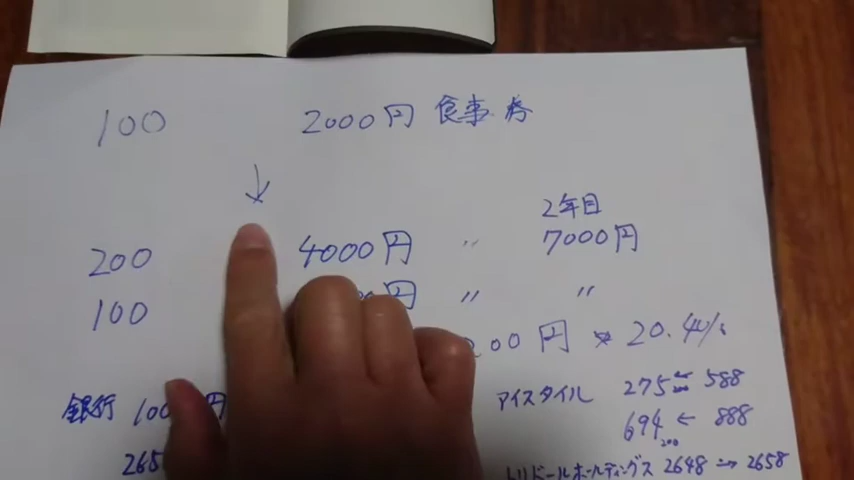 100 2000円 食事券
↓
2年目
200 4000円 〃 7000円
100 円 〃 〃
00円 20.4%
銀行 100 円 アイスタイル 275 ← 588
265 694 ← 888
200
トリドールホールディングス 2648 → 2658